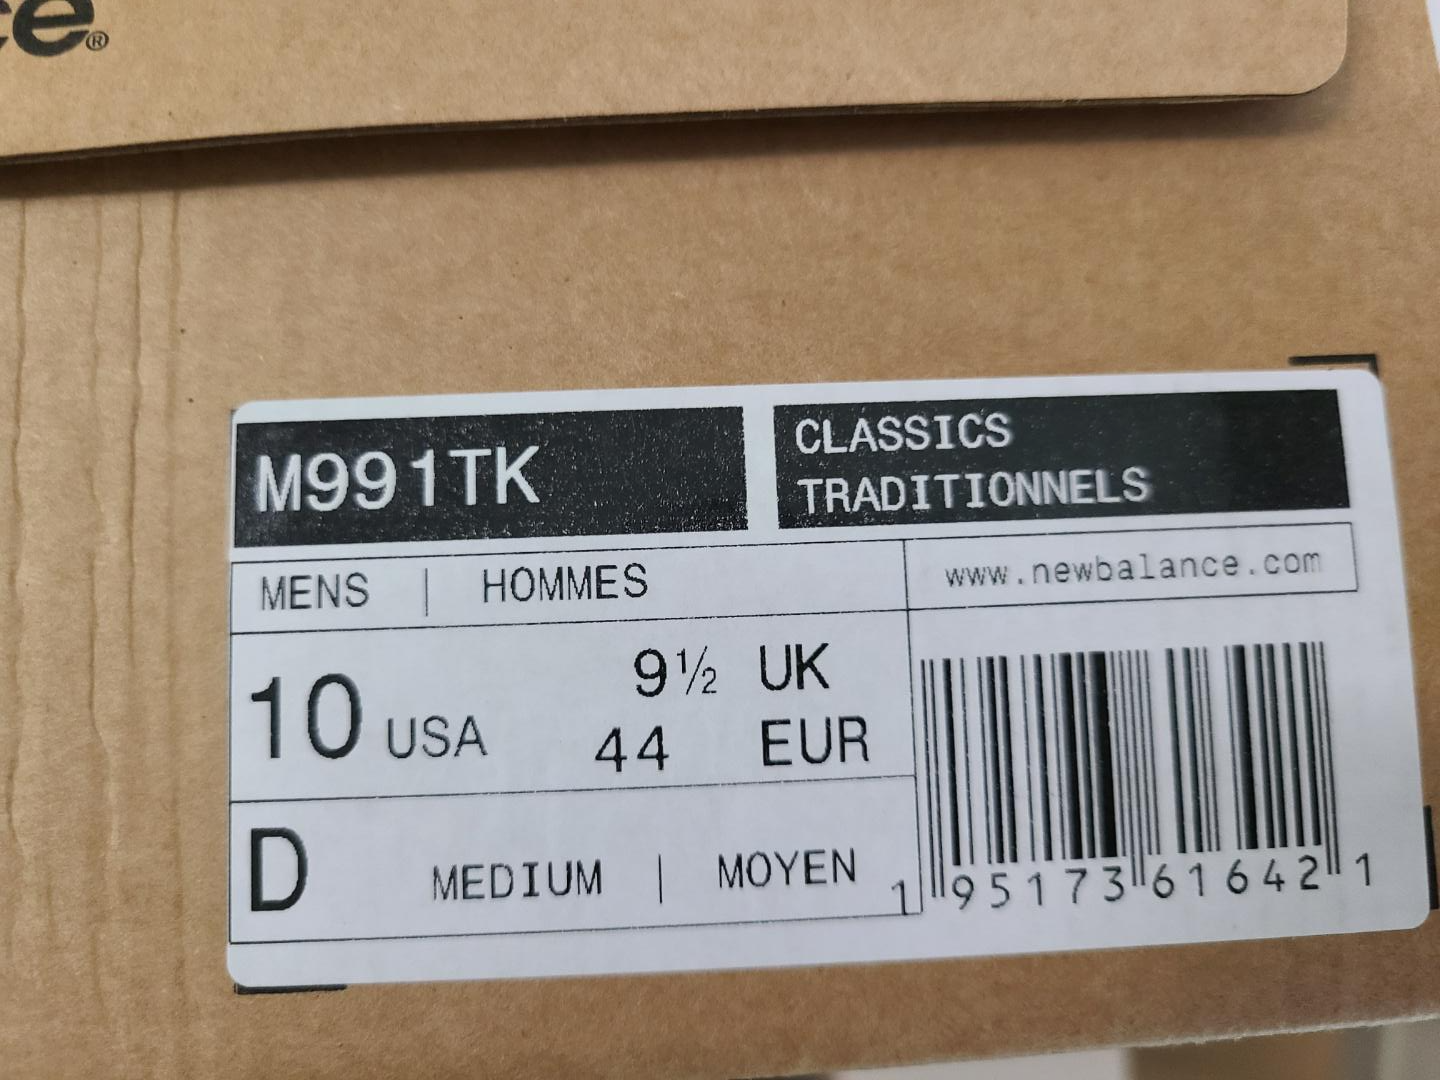 ce®
M991TK
CLASSICS
TRADITIONNELS
MENS | HOMMES
www.newbalance.com
10 USA
9½ UK
44 EUR
D
MEDIUM | MOYEN
1 95173 61642 1